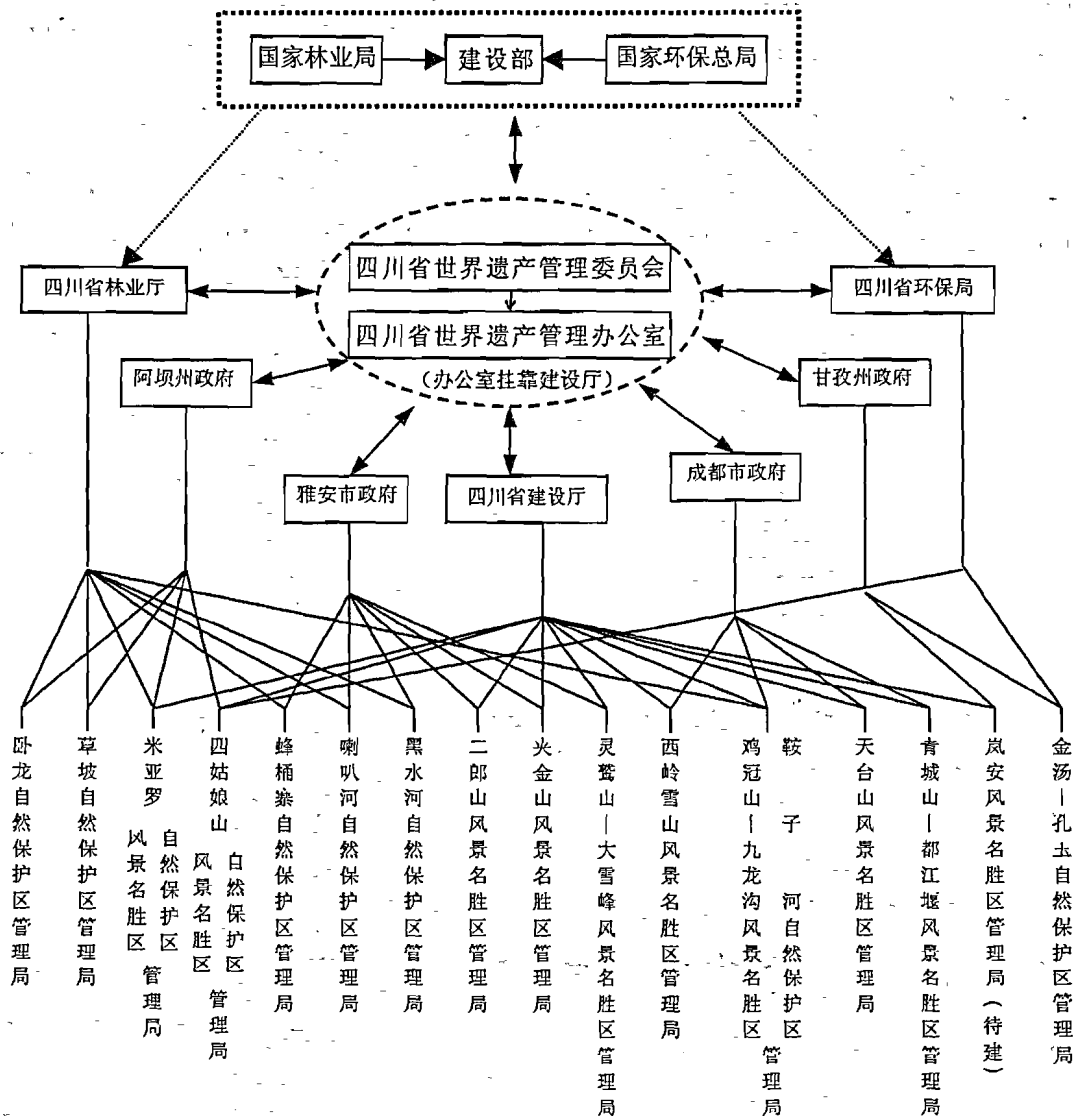 国家林业局
建设部
国家环保总局
四川省世界遗产管理委员会
四川省林业厅
四川省环保局
四川省世界遗产管理办公室
(办公室挂靠建设厅)
阿坝州政府
甘孜州政府
雅安市政府
四川省建设厅
成都市政府
卧龙自然保护区管理局
草坡自然保护区管理局
米亚罗
风景名胜区
自然保护区
管理局
四姑娘山
风景名胜区
自然保护区
管理局
蜂桶寨自然保护区管理局
喇叭河自然保护区管理局
黑水河自然保护区管理局
二郎山风景名胜区管理局
夹金山风景名胜区管理局
灵鹫山—大雪峰风景名胜区管理局
西岭雪山风景名胜区管理局
鸡冠山—九龙沟风景名胜区
鞍子河自然保护区
管理局
天台山风景名胜区管理局
青城山—都江堰风景名胜区管理局
岚安风景名胜区管理局(待建)
金汤—孔玉自然保护区管理局